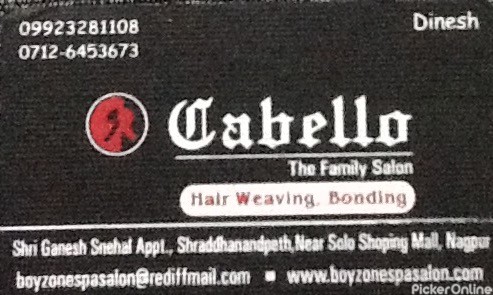 09923281108
Dinesh
0712-6453673
Cabello
The Family Salon
Hair Weaving, Bonding
Shri Ganesh Snehal Appt., Shraddhanandpeth, Near Solo Shoping Mall, Nagpur
boyzonespasalon@rediffmail.com ■ www.boyzonespasalon.com
PickerOnline